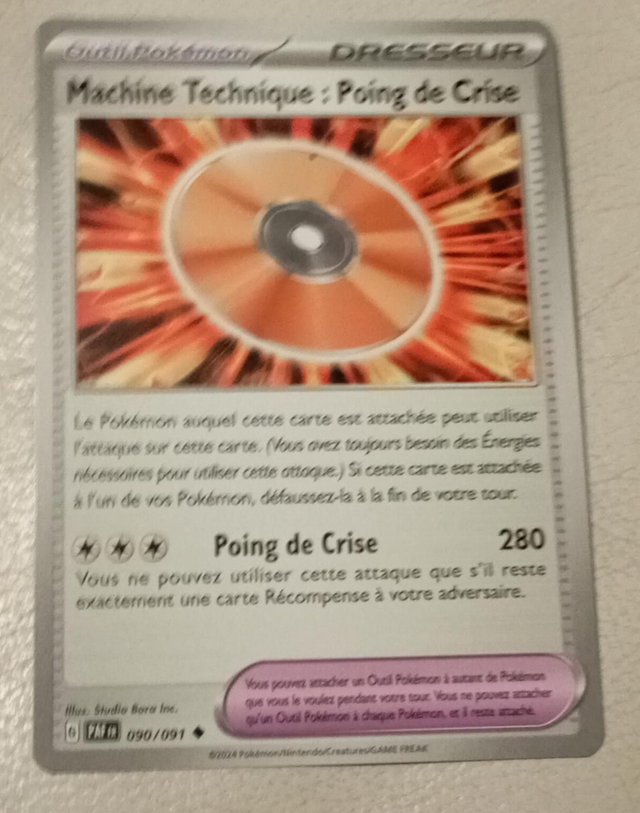 Outil Pokémon DRESSEUR
Machine Technique : Poing de Crise
Le Pokémon auquel cette carte est attachée peut utiliser
l'attaque sur cette carte. (Vous avez toujours besoin des Énergies
nécessaires pour utiliser cette attaque.) Si cette carte est attachée
à l'un de vos Pokémon, défaussez-la à la fin de votre tour.
Poing de Crise 280
Vous ne pouvez utiliser cette attaque que s'il reste
exactement une carte Récompense à votre adversaire.
Vous pouvez attacher un Outil Pokémon à autant de Pokémon
que vous le voulez pendant votre tour. Vous ne pouvez attacher
qu'un Outil Pokémon à chaque Pokémon, et il reste attaché.
Illus. Studio Bora Inc.
FR 090/091
©2024 Pokémon/Nintendo/Creatures/GAME FREAK